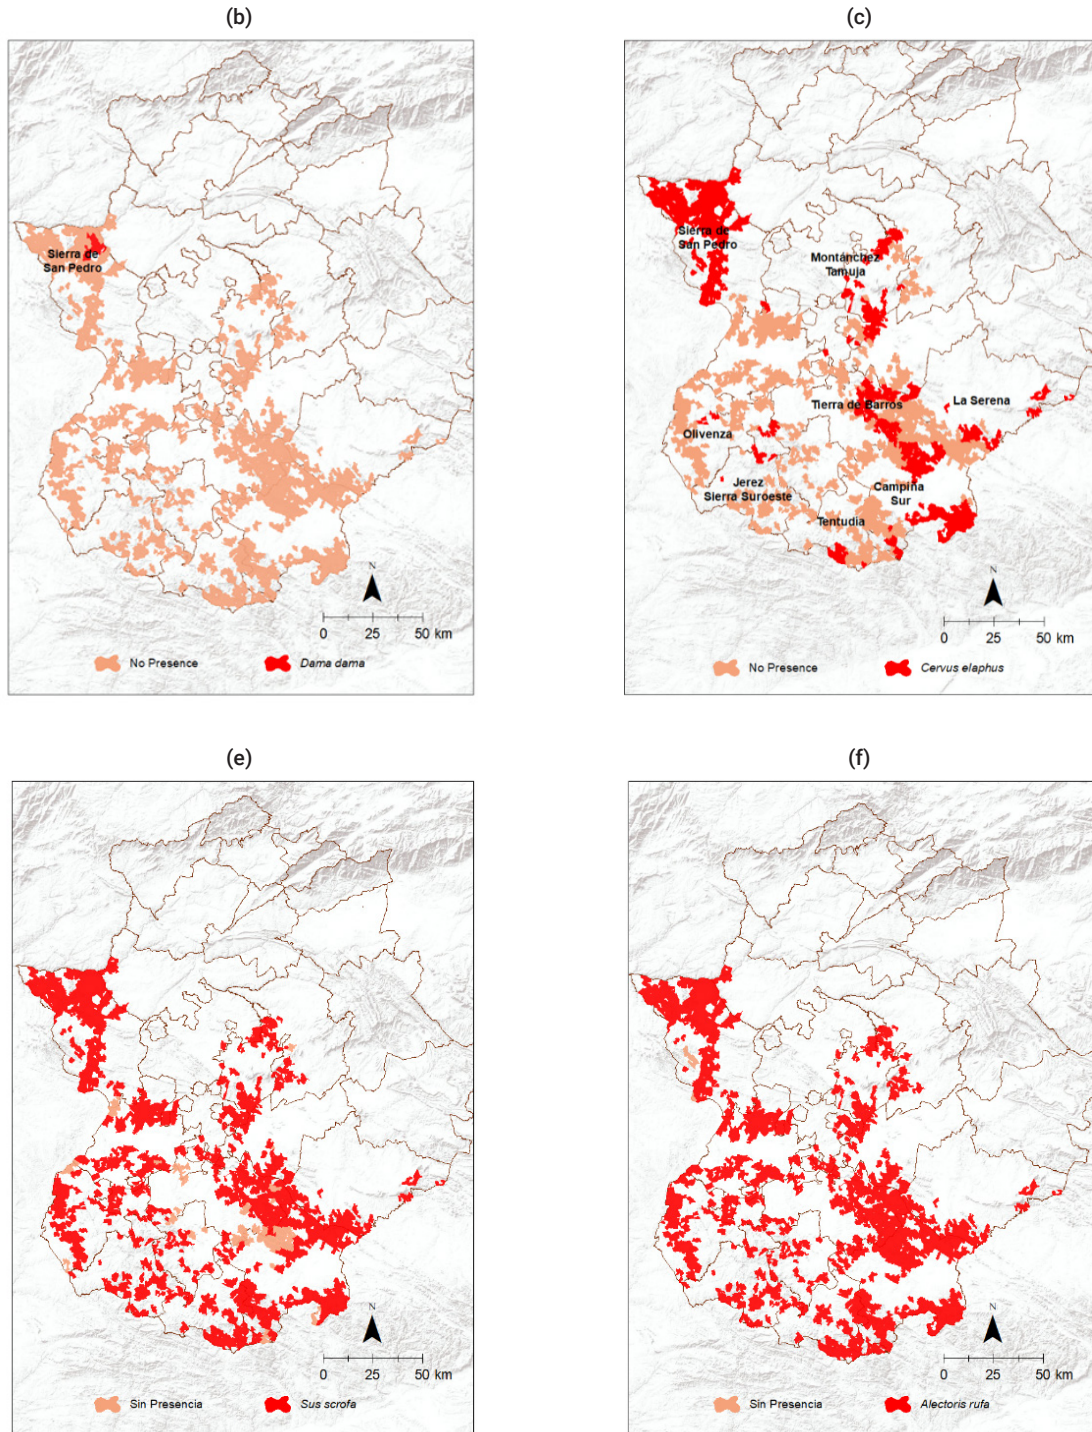 (b)
Sierra de
San Pedro
N
0 25 50 km
No Presence
Dama dama
(c)
Sierra de
San Pedro
Montánchez
Tamuja
Tierra de Barros
La Serena
Olivenza
Jerez
Sierra Suroeste
Campiña
Sur
Tentudia
N
0 25 50 km
No Presence
Cervus elaphus
(e)
N
0 25 50 km
Sin Presencia
Sus scrofa
(f)
N
0 25 50 km
Sin Presencia
Alectoris rufa